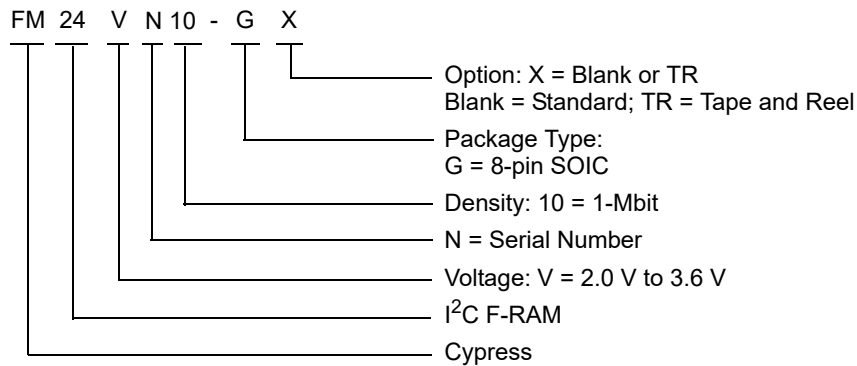 FM 24 V N 10 - G X
Option: X = Blank or TR
Blank = Standard; TR = Tape and Reel
Package Type:
G = 8-pin SOIC
Density: 10 = 1-Mbit
N = Serial Number
Voltage: V = 2.0 V to 3.6 V
I²C F-RAM
Cypress